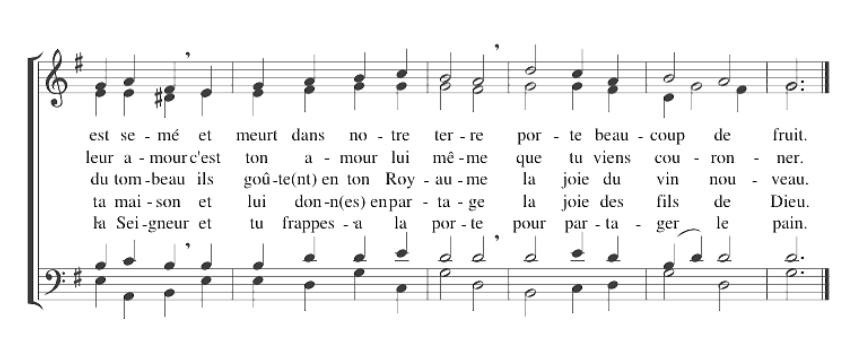 est se - mé et meurt dans no - tre ter - re por - te beau - coup de fruit.
leur a - mour c'est ton a - mour lui mê - me que tu viens cou - ron - ner.
du tom - beau ils goû - te(nt) en ton Roy - au - me la joie du vin nou - veau.
ta mai - son et lui don - n(es) en par - ta - ge la joie des fils de Dieu.
la Sei - gneur et tu frappes - a la por - te pour par - ta - ger le pain.